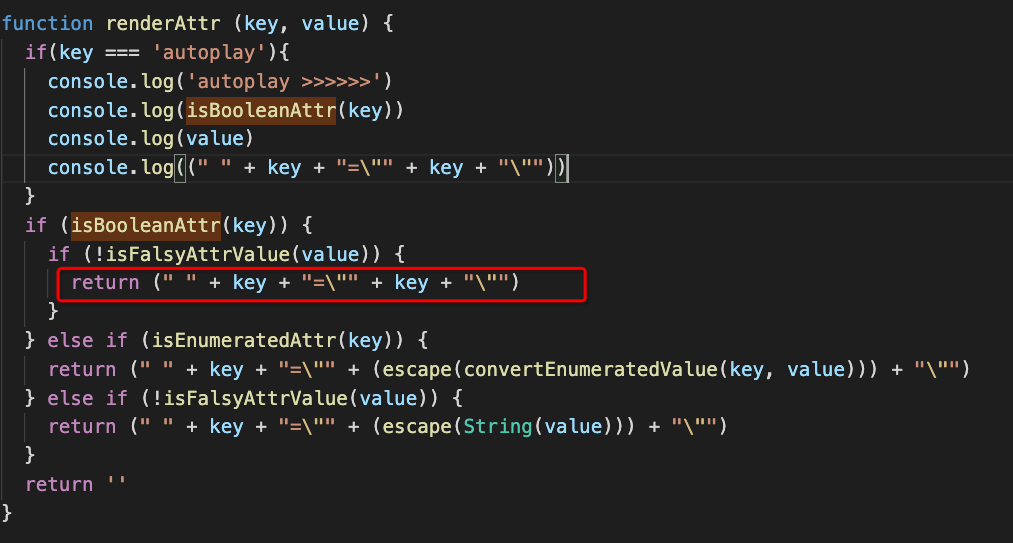 function renderAttr (key, value) {
  if(key === 'autoplay'){
    console.log('autoplay >>>>>>')
    console.log(isBooleanAttr(key))
    console.log(value)
    console.log((" " + key + "=\"" + key + "\""))
  }
  if (isBooleanAttr(key)) {
    if (!isFalsyAttrValue(value)) {
      return (" " + key + "=\"" + key + "\"")
    }
  } else if (isEnumeratedAttr(key)) {
    return (" " + key + "=\"" + (escape(convertEnumeratedValue(key, value))) + "\"")
  } else if (!isFalsyAttrValue(value)) {
    return (" " + key + "=\"" + (escape(String(value))) + "\"")
  }
  return ''
}